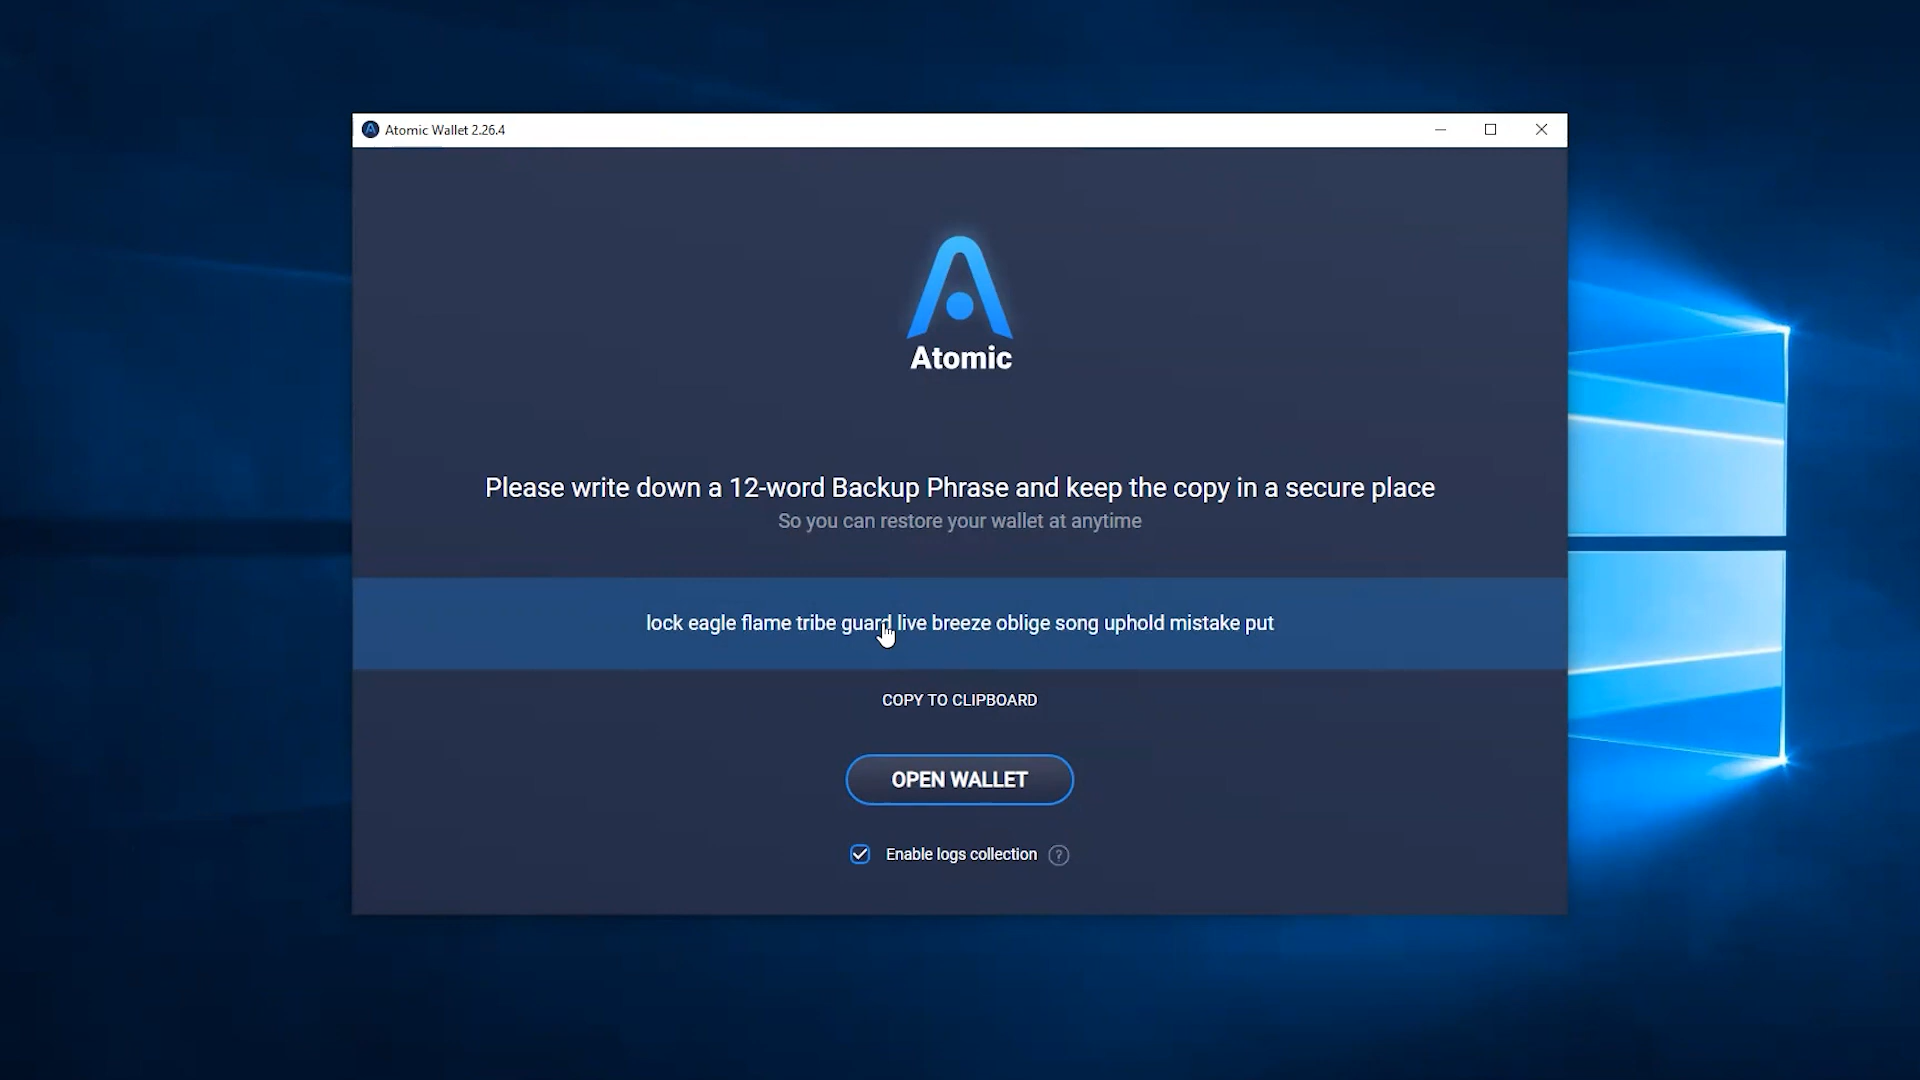 Atomic Wallet 2.26.4
Atomic
Please write down a 12-word Backup Phrase and keep the copy in a secure place
So you can restore your wallet at anytime
lock eagle flame tribe guard live breeze oblige song uphold mistake put
COPY TO CLIPBOARD
OPEN WALLET
Enable logs collection ?